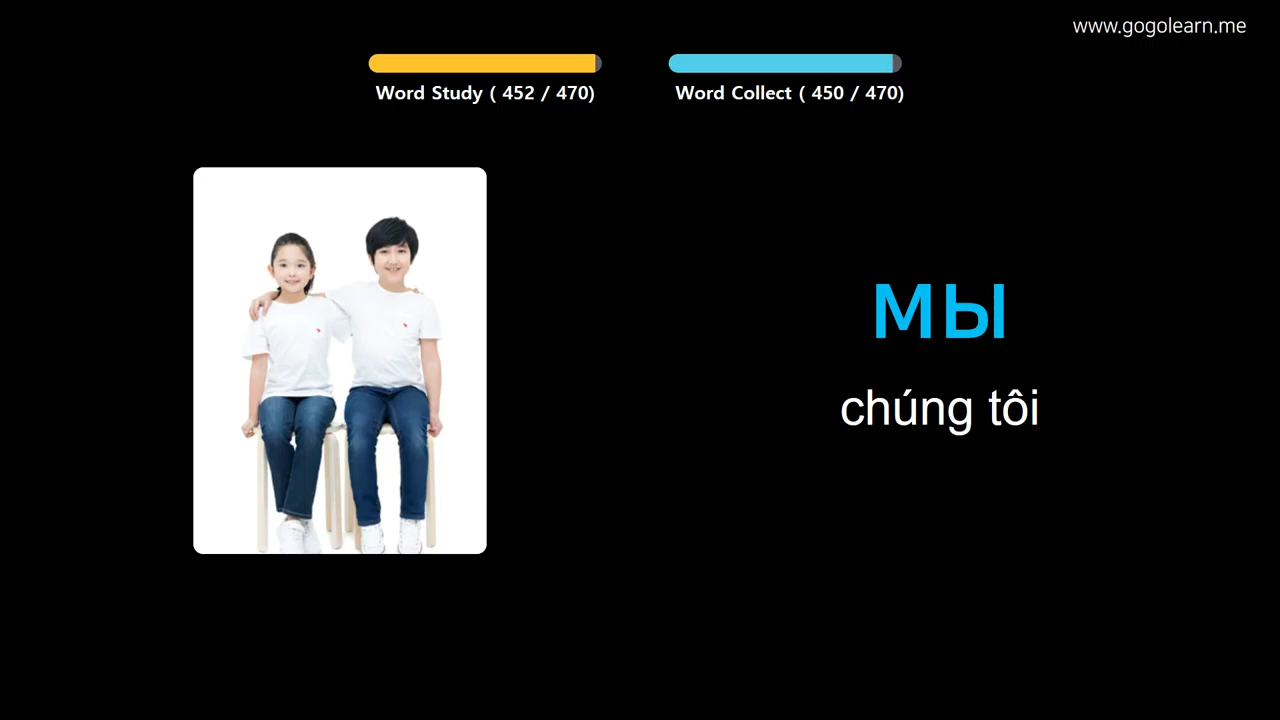 www.gogolearn.me
Word Study ( 452 / 470)
Word Collect ( 450 / 470)
мы
chúng tôi